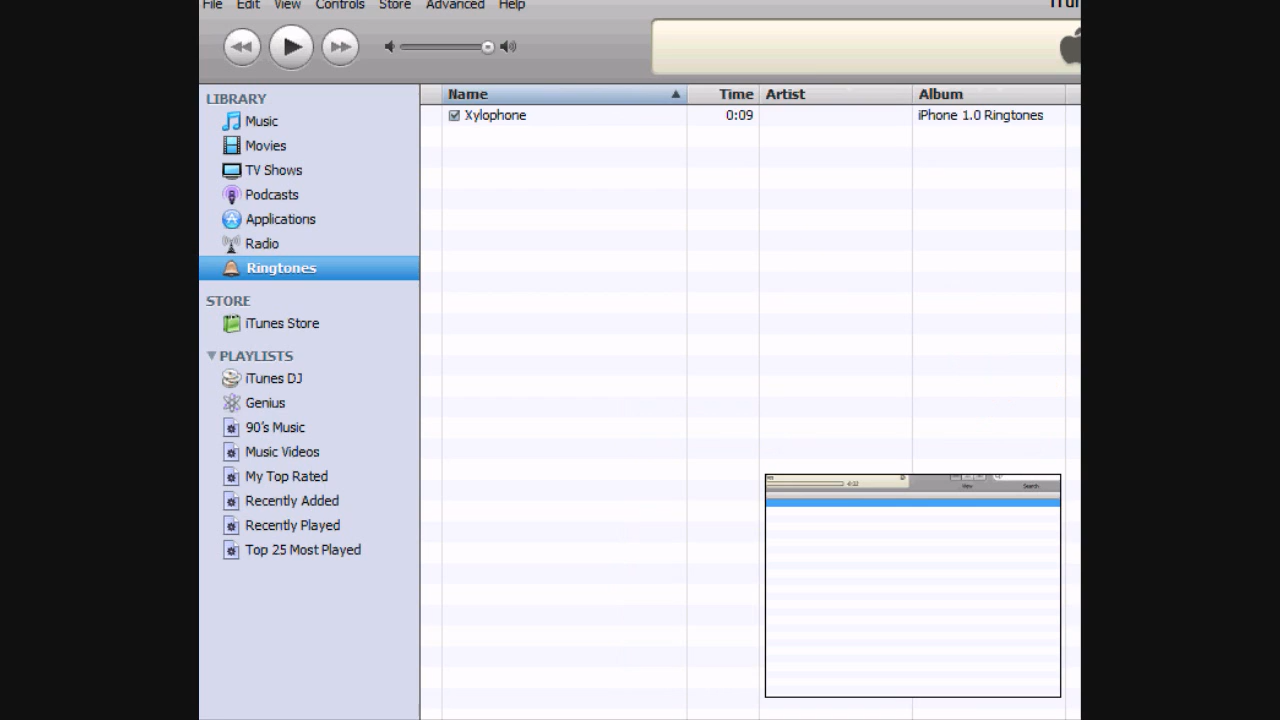 File Edit View Controls Store Advanced Help
LIBRARY
Music
Movies
TV Shows
Podcasts
Applications
Radio
Ringtones
STORE
iTunes Store
PLAYLISTS
iTunes DJ
Genius
90's Music
Music Videos
My Top Rated
Recently Added
Recently Played
Top 25 Most Played
Name Time Artist Album
Xylophone 0:09 iPhone 1.0 Ringtones
View Search